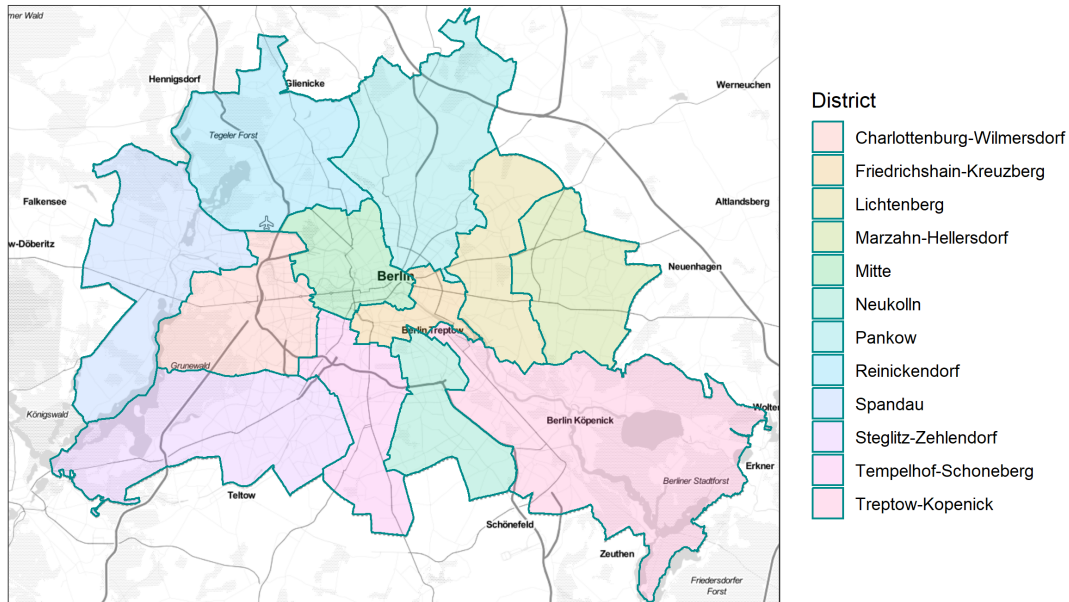 mer Wald
Hennigsdorf
Glienicke
Werneuchen
Tegeler Forst
Falkensee
Altlandsberg
w-Döberitz
Neuenhagen
Berlin
Berlin Treptow
Grunewald
Königswald
Wolter
Berlin Köpenick
Erkner
Berliner Stadtforst
Teltow
Schönefeld
Zeuthen
Friedersdorfer
Forst
District
Charlottenburg-Wilmersdorf
Friedrichshain-Kreuzberg
Lichtenberg
Marzahn-Hellersdorf
Mitte
Neukolln
Pankow
Reinickendorf
Spandau
Steglitz-Zehlendorf
Tempelhof-Schoneberg
Treptow-Kopenick